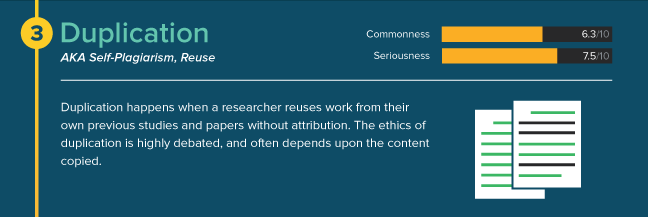 3
Duplication
AKA Self-Plagiarism, Reuse
Commonness 6.3/10
Seriousness 7.5/10
Duplication happens when a researcher reuses work from their
own previous studies and papers without attribution. The ethics of
duplication is highly debated, and often depends upon the content
copied.